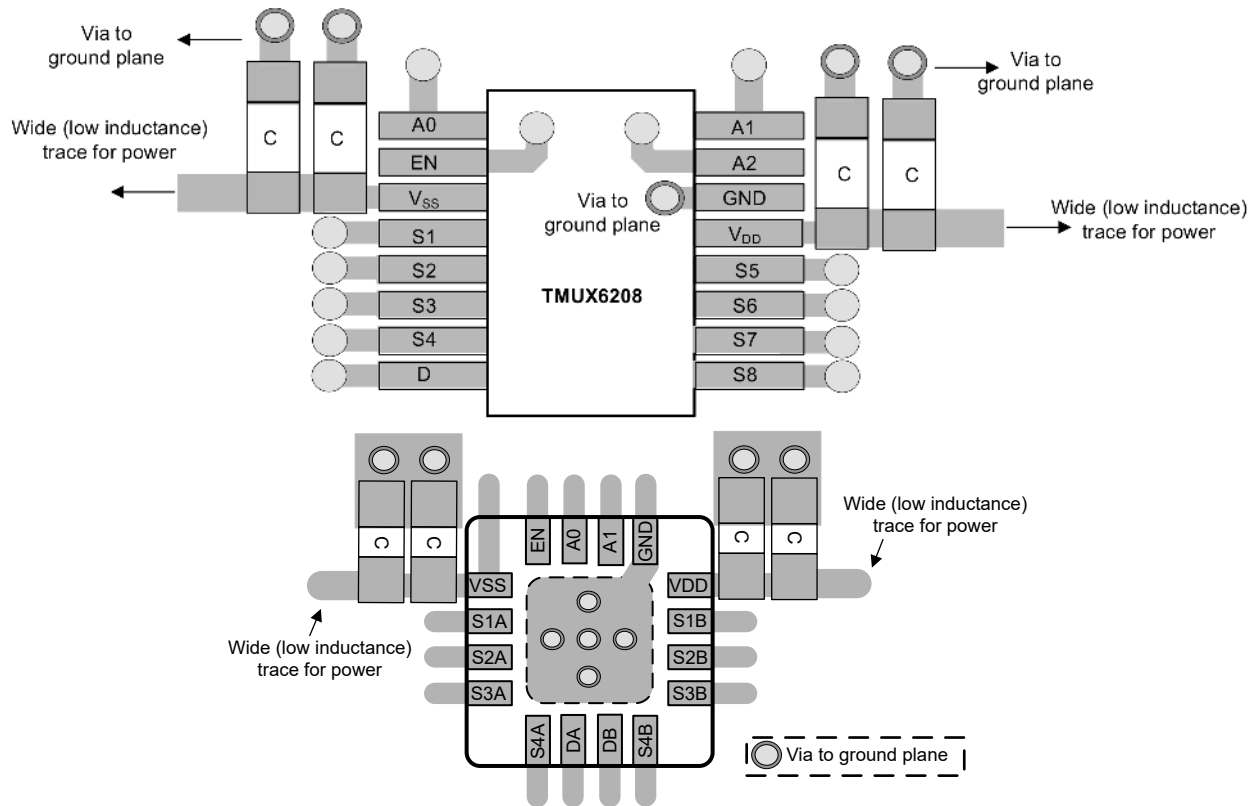 Via to
ground plane
Wide (low inductance)
trace for power
C
C
A0
EN
VSS
S1
S2
S3
S4
D
Via to
ground plane
TMUX6208
A1
A2
GND
VDD
S5
S6
S7
S8
C
C
Via to
ground plane
Wide (low inductance)
trace for power
C
C
Wide (low inductance)
trace for power
EN
A0
A1
GND
VSS
S1A
S2A
S3A
S4A
DA
DB
S4B
VDD
S1B
S2B
S3B
C
C
Wide (low inductance)
trace for power
Via to ground plane